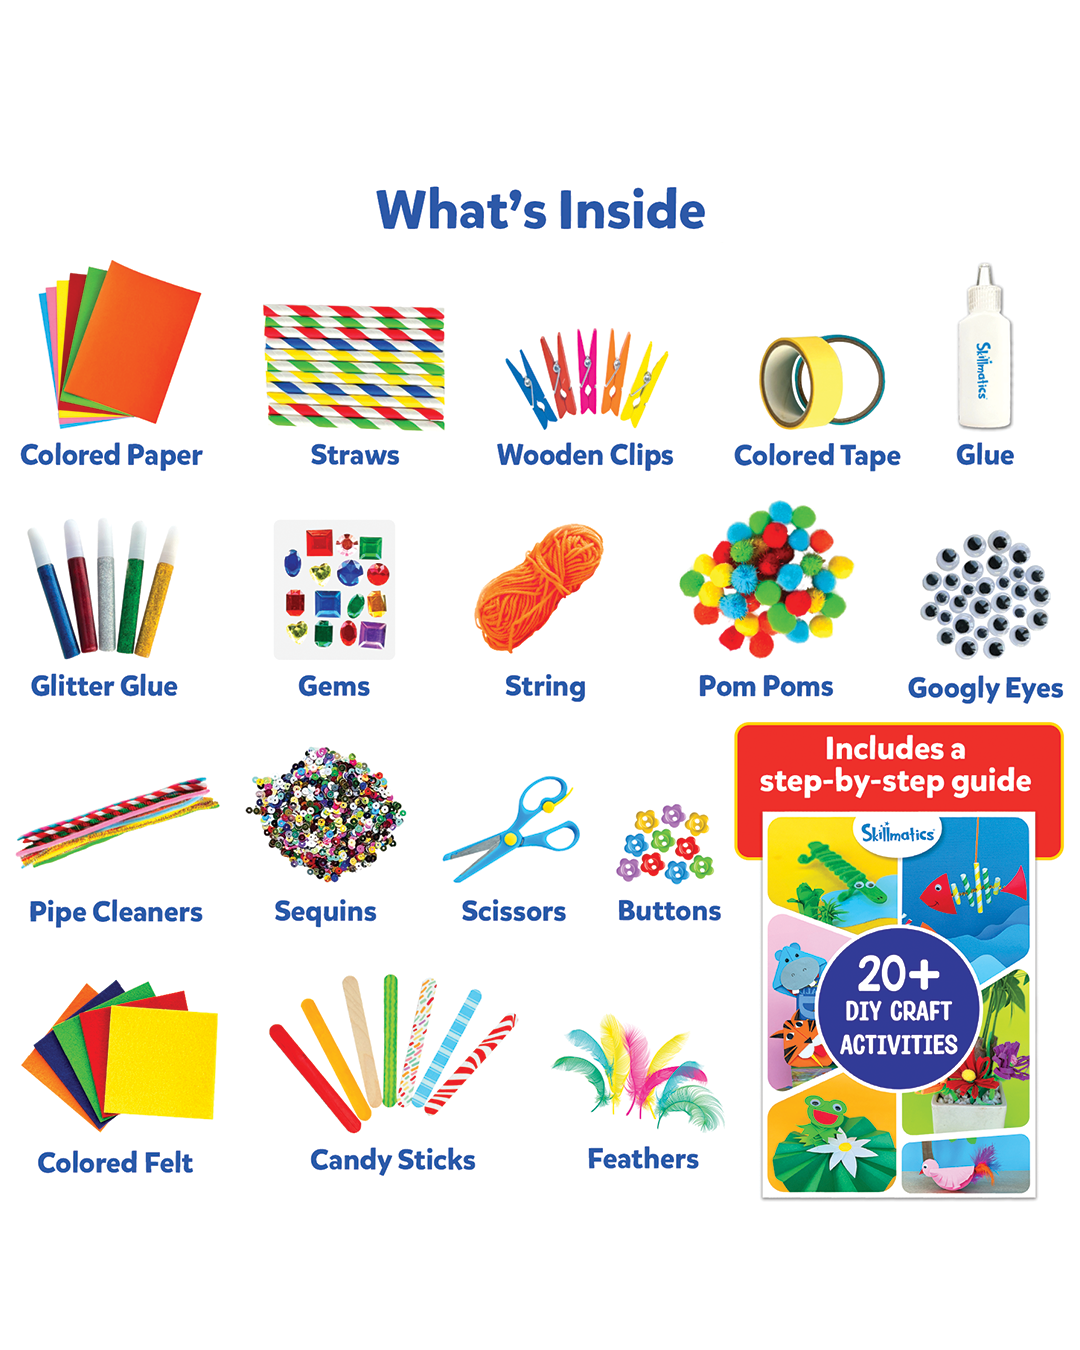 What's Inside
Colored Paper
Straws
Wooden Clips
Colored Tape
Skillmatics
Glue
Glitter Glue
Gems
String
Pom Poms
Googly Eyes
Includes a
step-by-step guide
Pipe Cleaners
Sequins
Scissors
Buttons
Skillmatics
20+
DIY CRAFT
ACTIVITIES
Colored Felt
Candy Sticks
Feathers